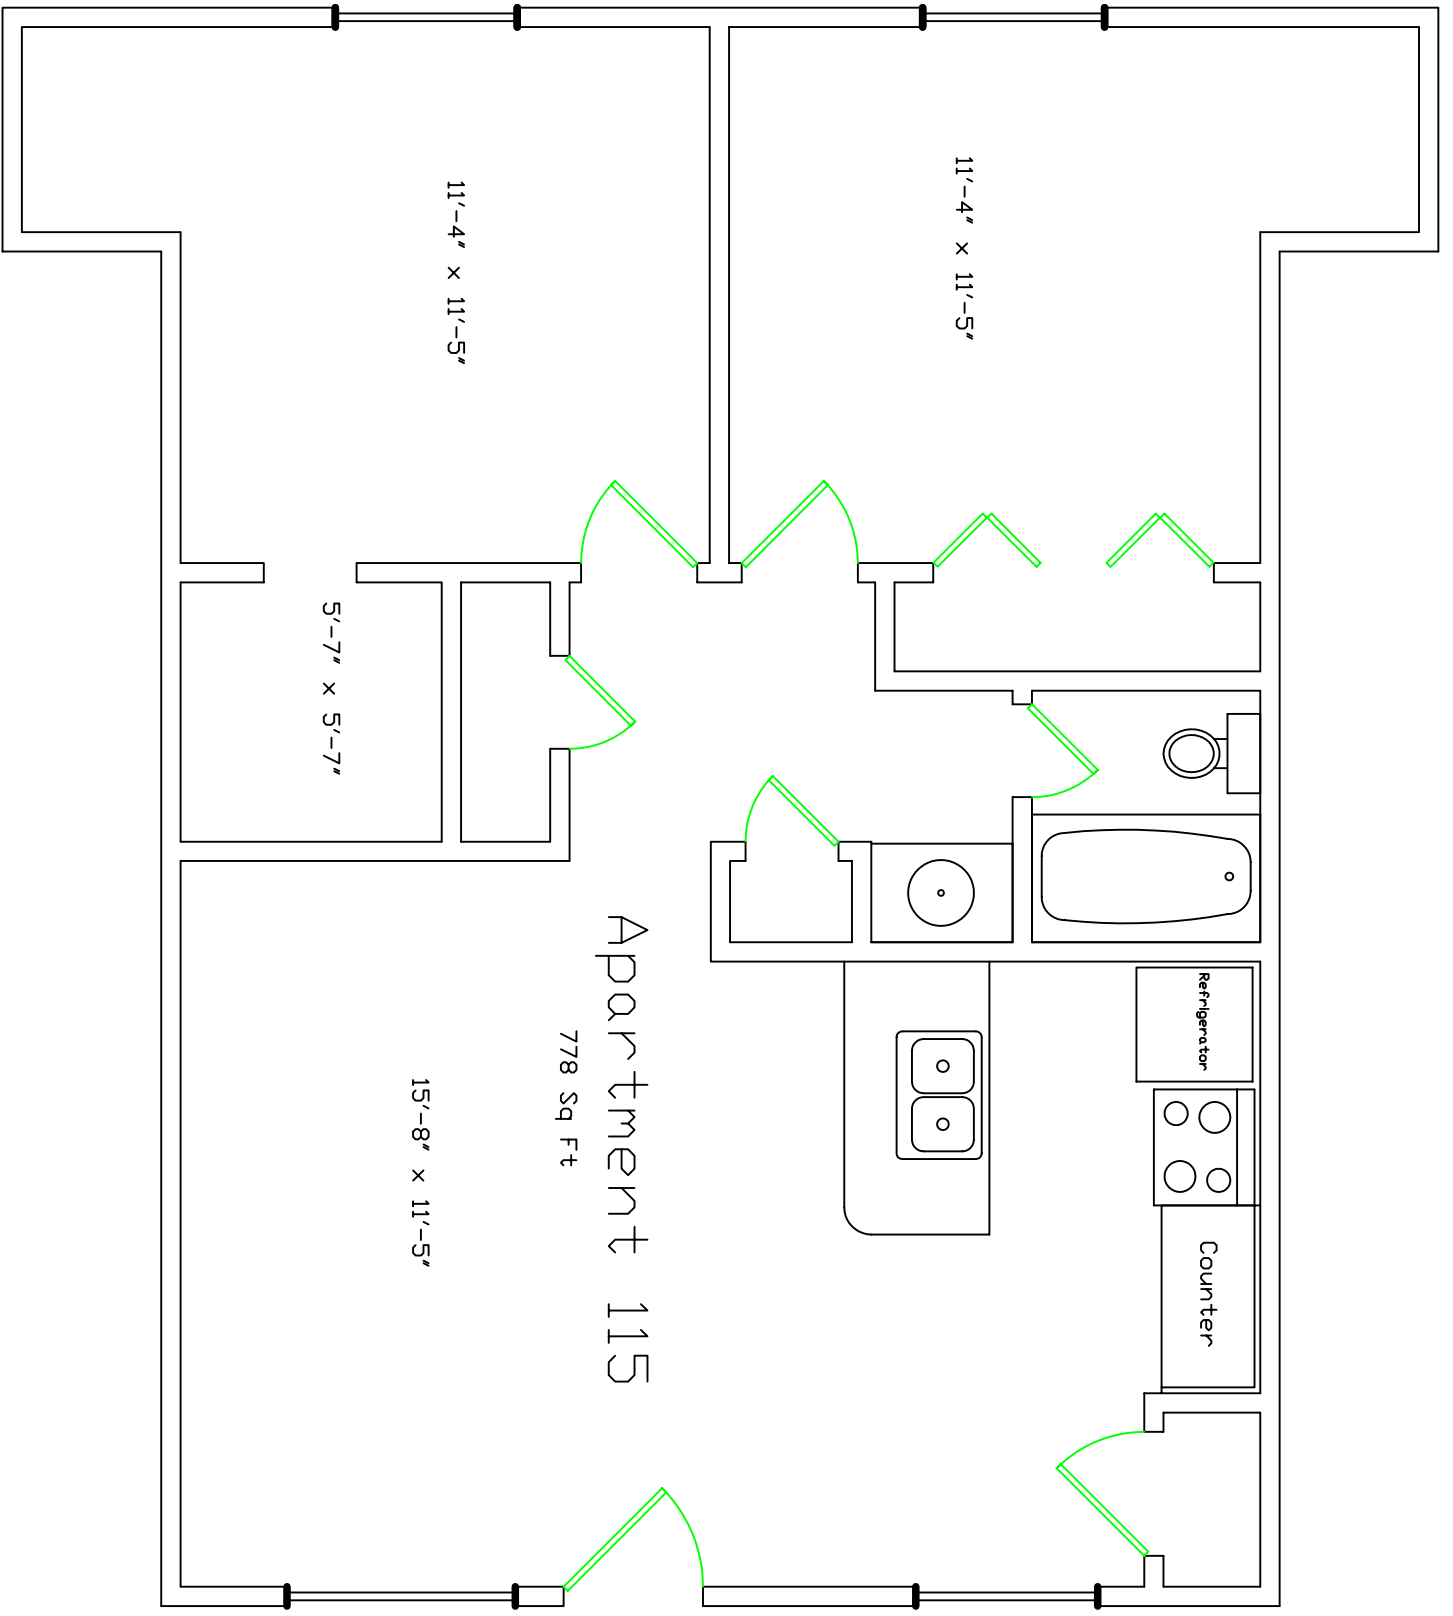 11'-4" x 11'-5"
11'-4" x 11'-5"
5'-7" x 5'-7"
Apartment 115
778 Sq Ft
15'-8" x 11'-5"
Refrigerator
Counter